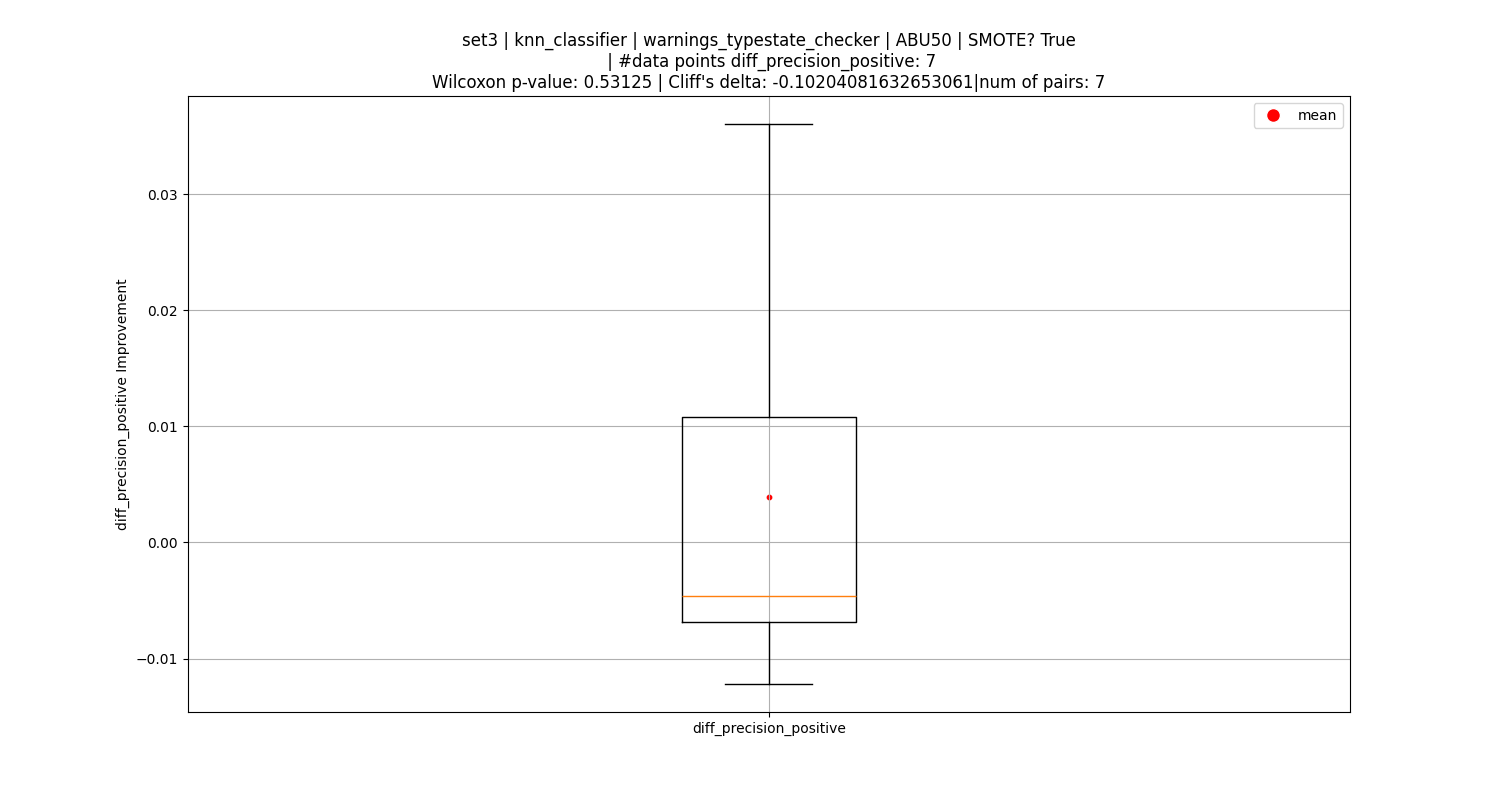 set3 | knn_classifier | warnings_typestate_checker | ABU50 | SMOTE? True
| #data points diff_precision_positive: 7
Wilcoxon p-value: 0.53125 | Cliff's delta: -0.10204081632653061|num of pairs: 7
mean
0.03
0.02
0.01
0.00
−0.01
diff_precision_positive Improvement
diff_precision_positive